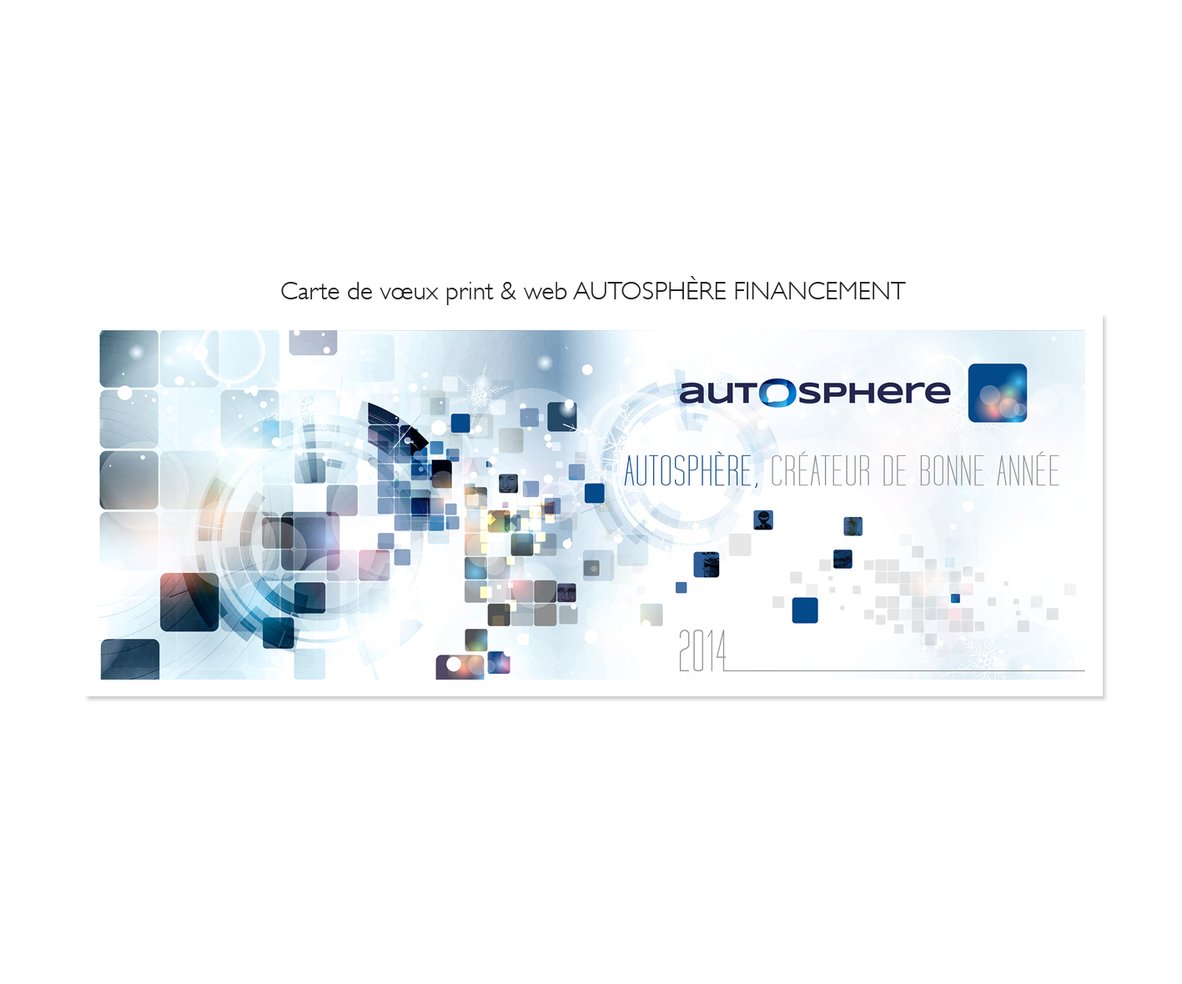 Carte de vœux print & web AUTOSPHÈRE FINANCEMENT
autosphere
AUTOSPHÈRE, CRÉATEUR DE BONNE ANNÉE
2014